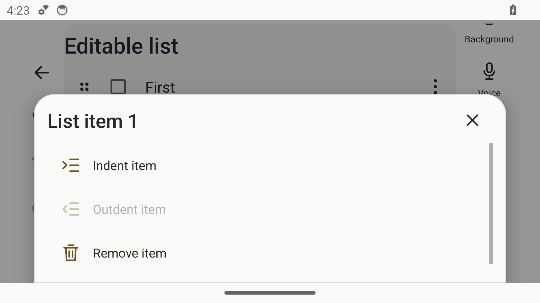 4:23
Editable list
Background
First
Voice
List item 1
Indent item
Outdent item
Remove item